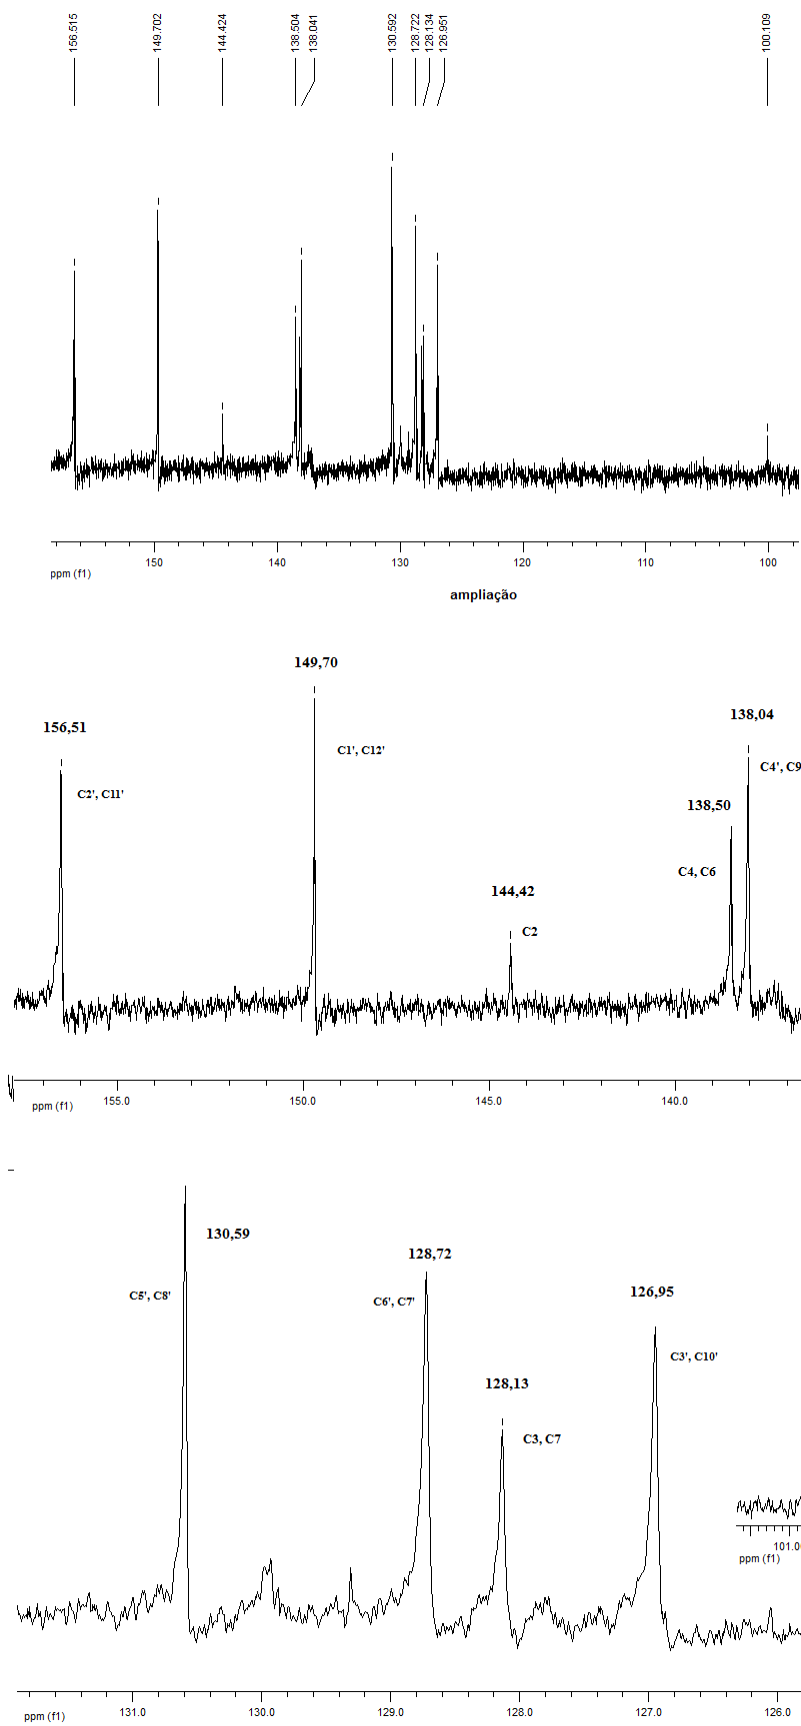 156.515
149.702
144.424
138.504
138.041
130.592
128.722
128.134
126.951
100.109
150 140 130 120 110 100
ppm (f1)
ampliação
149,70
156,51
138,04
C1', C12'
C4', C9
C2', C11'
138,50
C4, C6
144,42
C2
155.0 150.0 145.0 140.0
ppm (f1)
130,59
128,72
C5', C8'
C6', C7'
126,95
C3', C10'
128,13
C3, C7
101.0
ppm (f1)
131.0 130.0 129.0 128.0 127.0 126.0
ppm (f1)